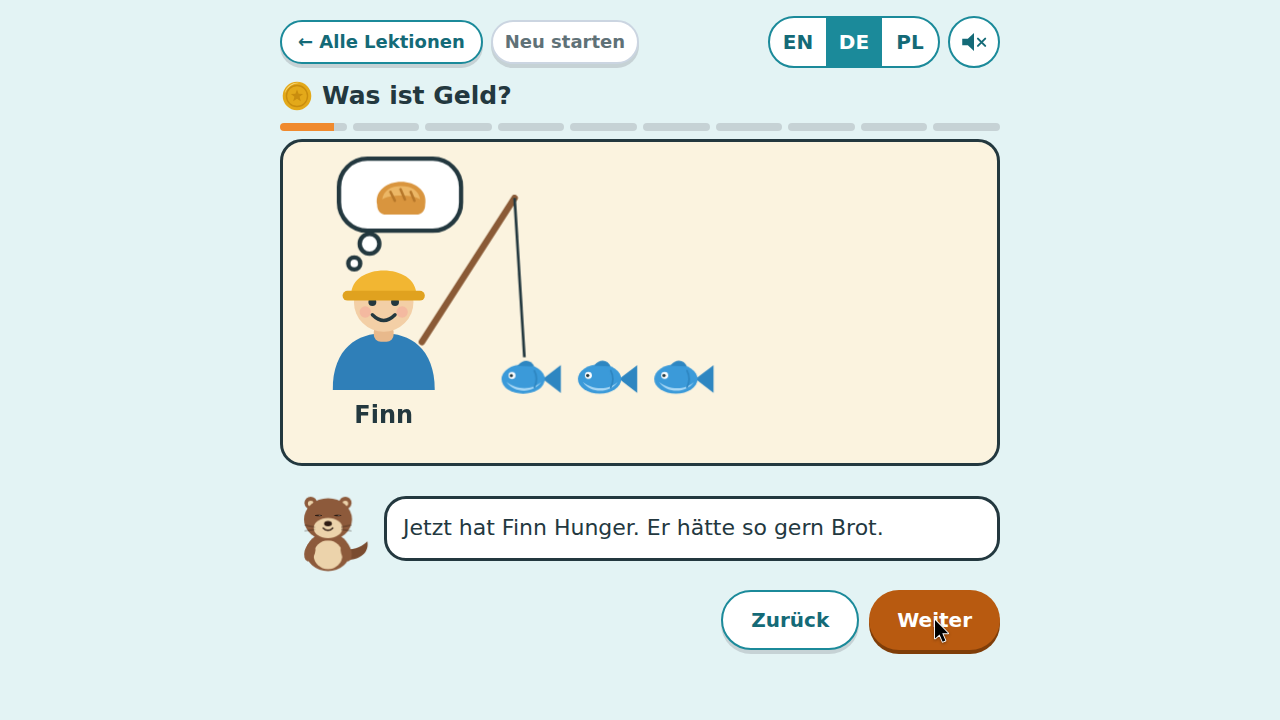 ← Alle Lektionen
Neu starten
EN DE PL
Was ist Geld?
Finn
Jetzt hat Finn Hunger. Er hätte so gern Brot.
Zurück
Weiter